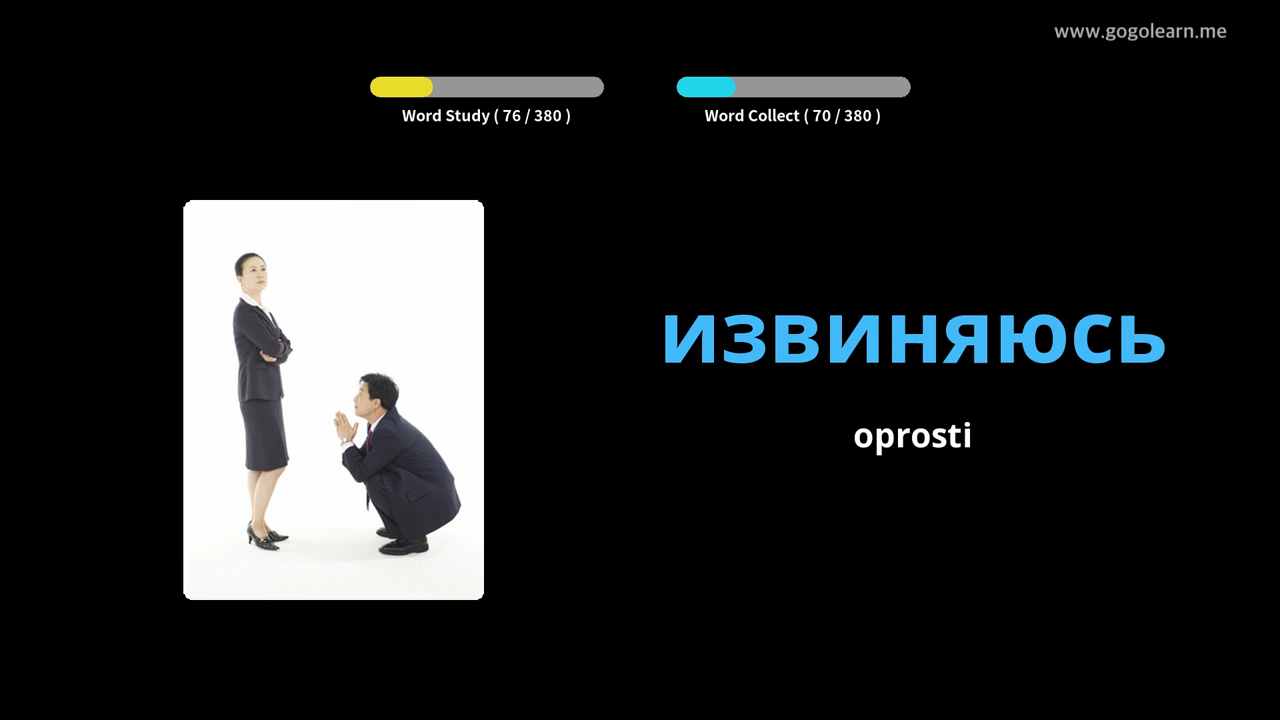 www.gogolearn.me
Word Study ( 76 / 380 )
Word Collect ( 70 / 380 )
извиняюсь
oprosti